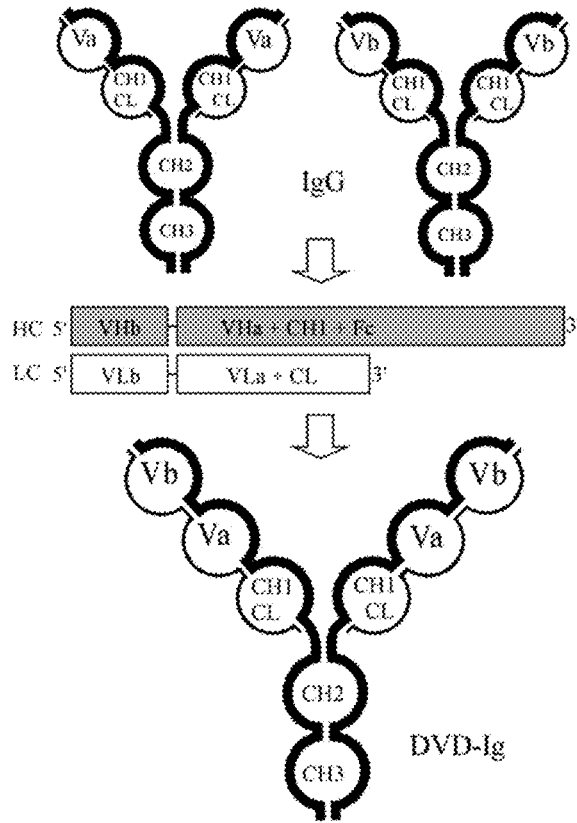 Va Va Vb Vb
CH1 CH1 CH1 CH1
CL CL CL CL
CH2 CH2
IgG
CH3 CH3
HC 5' VHb VHa + CH1 + Fc 3'
LC 5' VLb VLa + CL 3'
Vb Vb
Va Va
CH1 CH1
CL CL
CH2
DVD-Ig
CH3